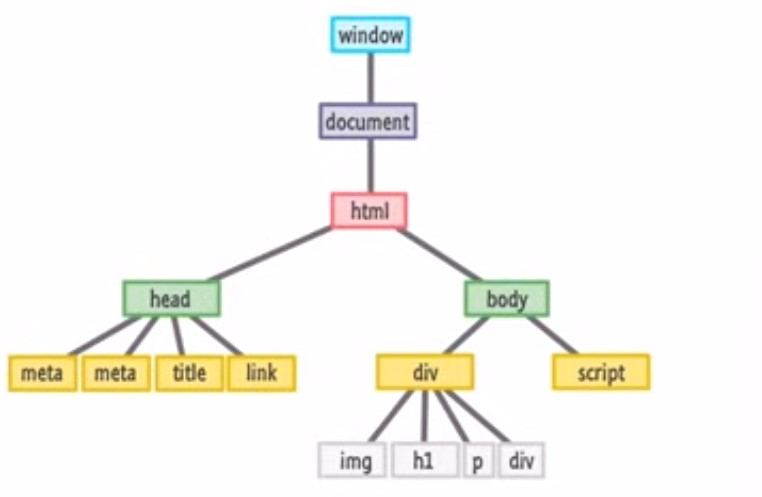 window
document
html
head body
meta meta title link div script
img h1 p div